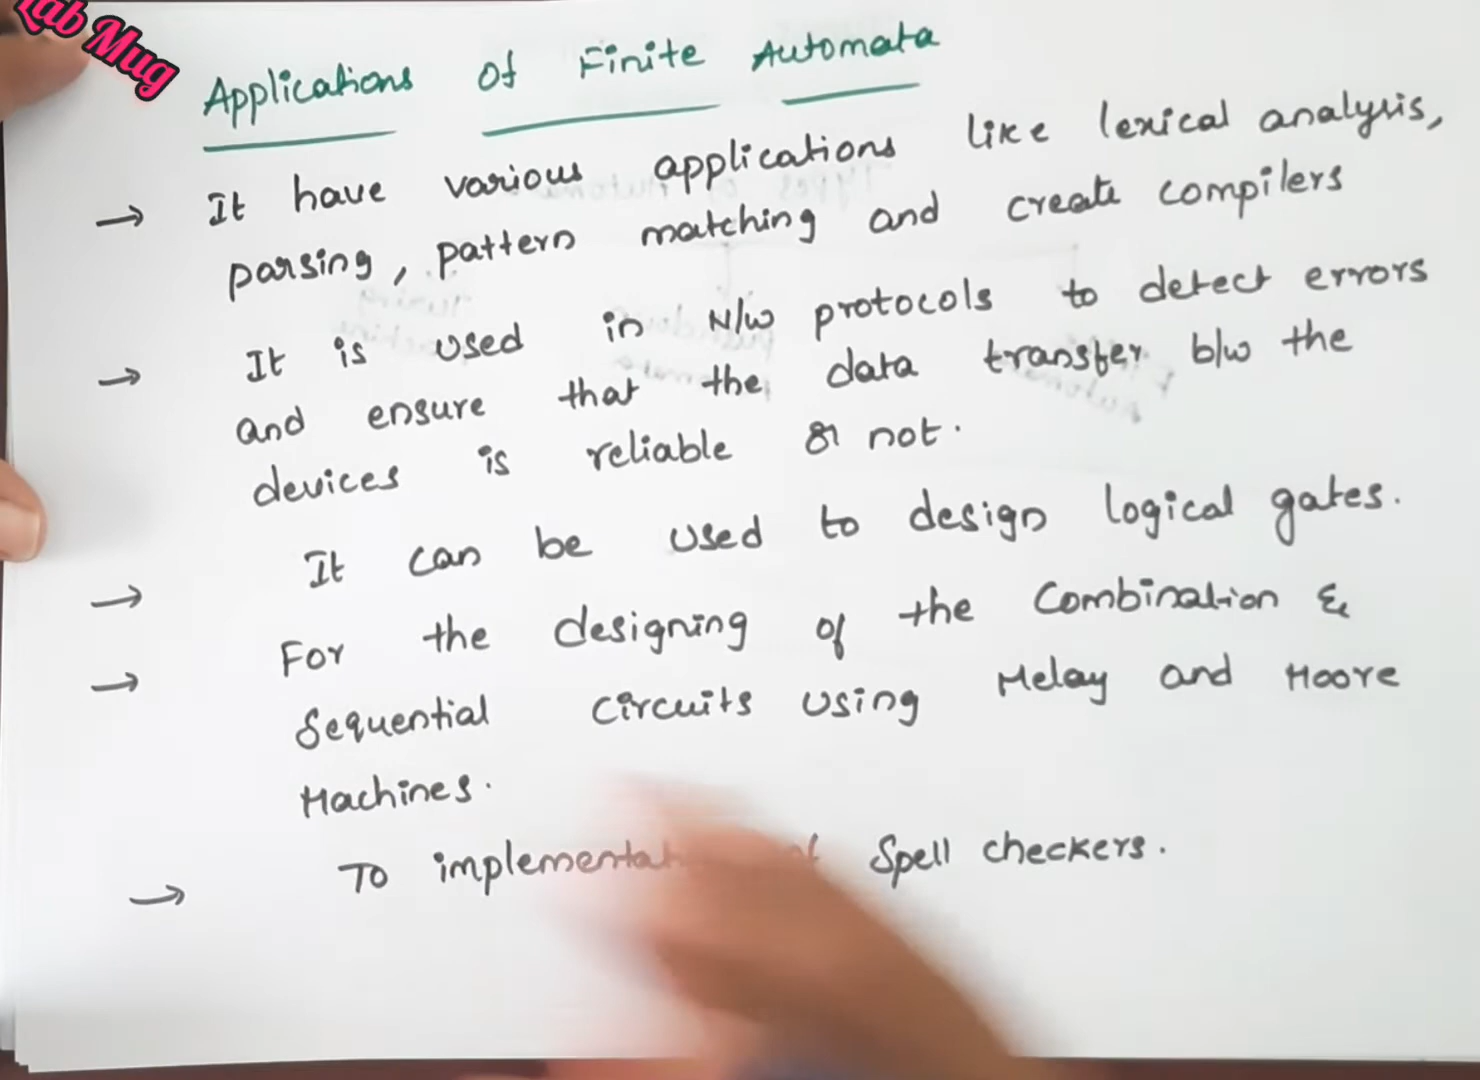 Lab Mug
Applications Of Finite Automata
→ It have various applications like lexical analysis,
parsing, pattern matching and create compilers
→ It is used in N/w protocols to detect errors
and ensure that the data transfer b/w the
devices is reliable or not.
→ It can be used to design logical gates.
→ For the designing of the Combination &
Sequential Circuits using Melay and Moore
Machines.
→ To Spell checkers.